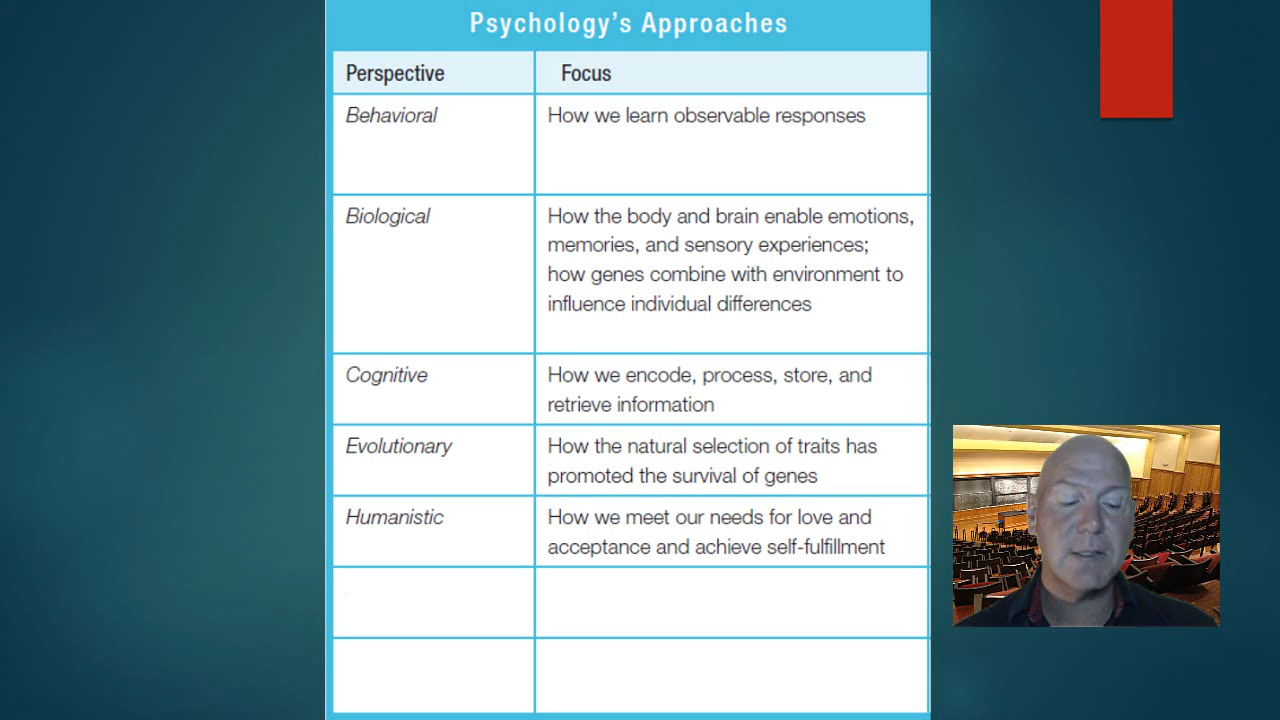 Psychology's Approaches
Perspective Focus
Behavioral How we learn observable responses
Biological How the body and brain enable emotions,
memories, and sensory experiences;
how genes combine with environment to
influence individual differences
Cognitive How we encode, process, store, and
retrieve information
Evolutionary How the natural selection of traits has
promoted the survival of genes
Humanistic How we meet our needs for love and
acceptance and achieve self-fulfillment